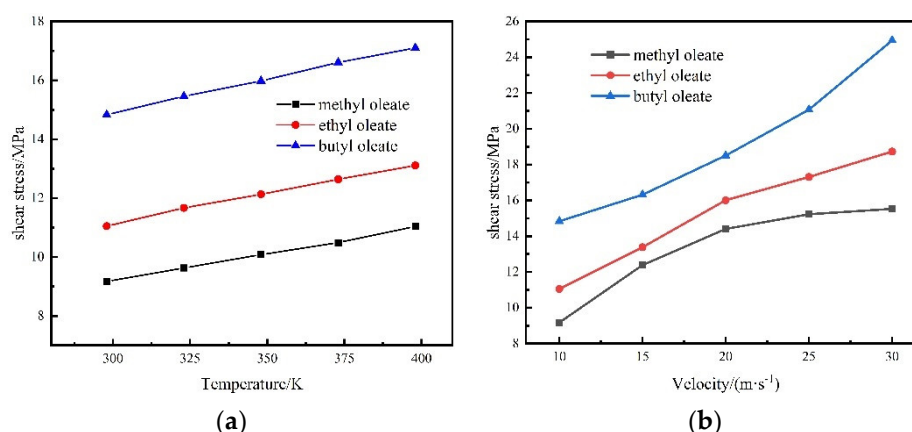 18
16
14
12
10
8
shear stress/MPa
methyl oleate
ethyl oleate
butyl oleate
300 325 350 375 400
Temperature/K
(a)
26
24
22
20
18
16
14
12
10
8
shear stress/MPa
methyl oleate
ethyl oleate
butyl oleate
10 15 20 25 30
Velocity/(m·s⁻¹)
(b)